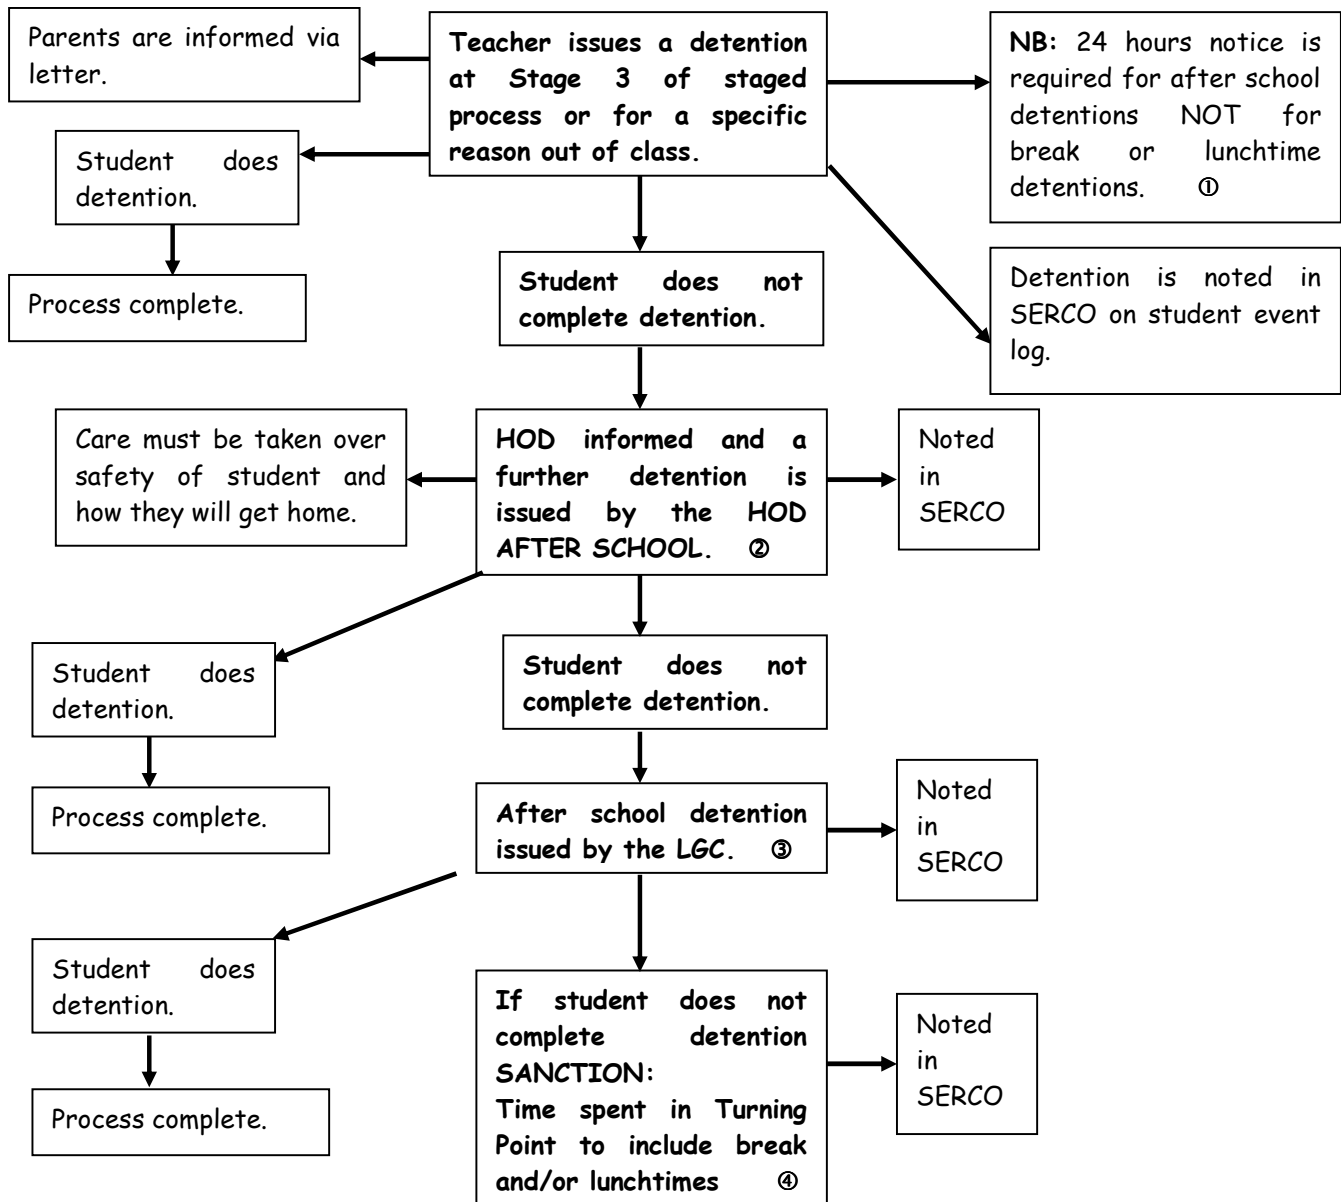 Parents are informed via
letter.
Teacher issues a detention
at Stage 3 of staged
process or for a specific
reason out of class.
NB: 24 hours notice is
required for after school
detentions NOT for
break or lunchtime
detentions. ①
Student does
detention.
Process complete.
Student does not
complete detention.
Detention is noted in
SERCO on student event
log.
Care must be taken over
safety of student and
how they will get home.
HOD informed and a
further detention is
issued by the HOD
AFTER SCHOOL. ②
Noted
in
SERCO
Student does
detention.
Process complete.
Student does not
complete detention.
After school detention
issued by the LGC. ③
Noted
in
SERCO
Student does
detention.
Process complete.
If student does not
complete detention
SANCTION:
Time spent in Turning
Point to include break
and/or lunchtimes ④
Noted
in
SERCO